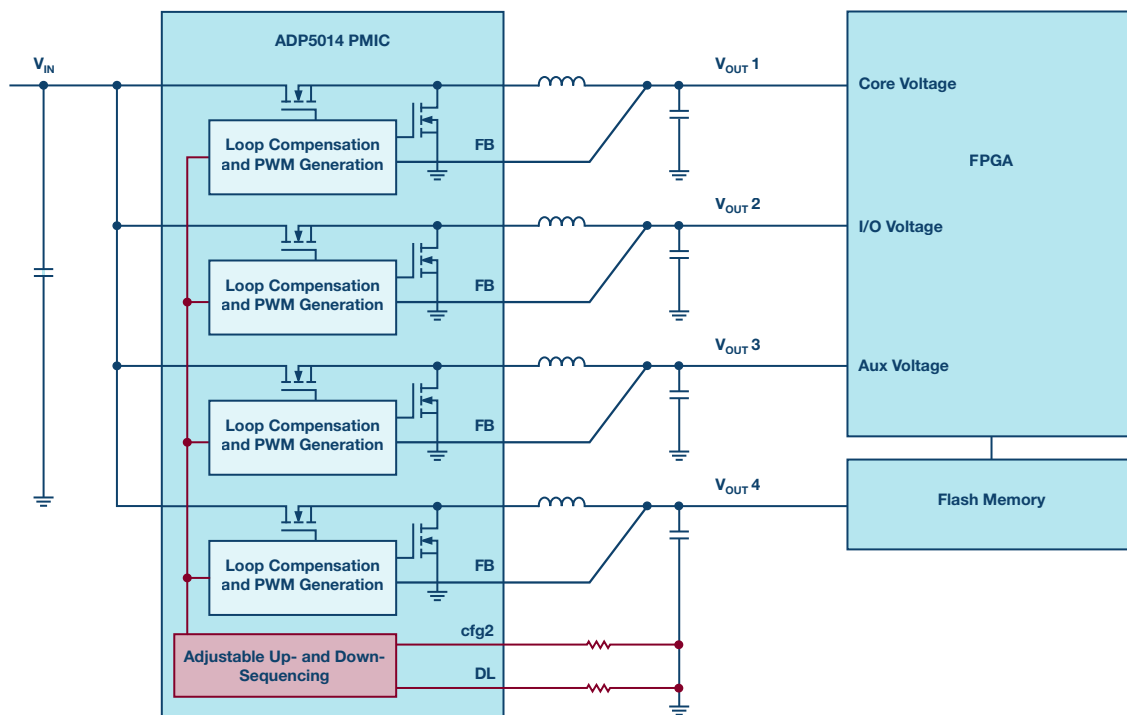 ADP5014 PMIC
VIN
VOUT 1
Core Voltage
Loop Compensation
and PWM Generation
FB
FPGA
VOUT 2
I/O Voltage
Loop Compensation
and PWM Generation
FB
VOUT 3
Aux Voltage
Loop Compensation
and PWM Generation
FB
VOUT 4
Flash Memory
Loop Compensation
and PWM Generation
FB
cfg2
Adjustable Up- and Down-
Sequencing
DL